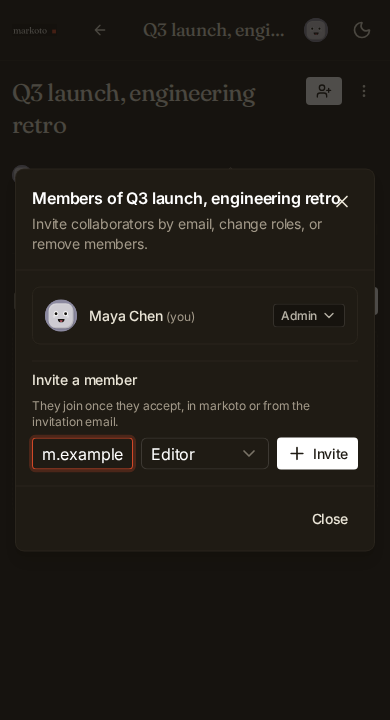 markoto
Q3 launch, engi...
Q3 launch, engineering
retro
Members of Q3 launch, engineering retro
Invite collaborators by email, change roles, or
remove members.
Maya Chen (you)
Admin
Invite a member
They join once they accept, in markoto or from the
invitation email.
m.example
Editor
Invite
Close